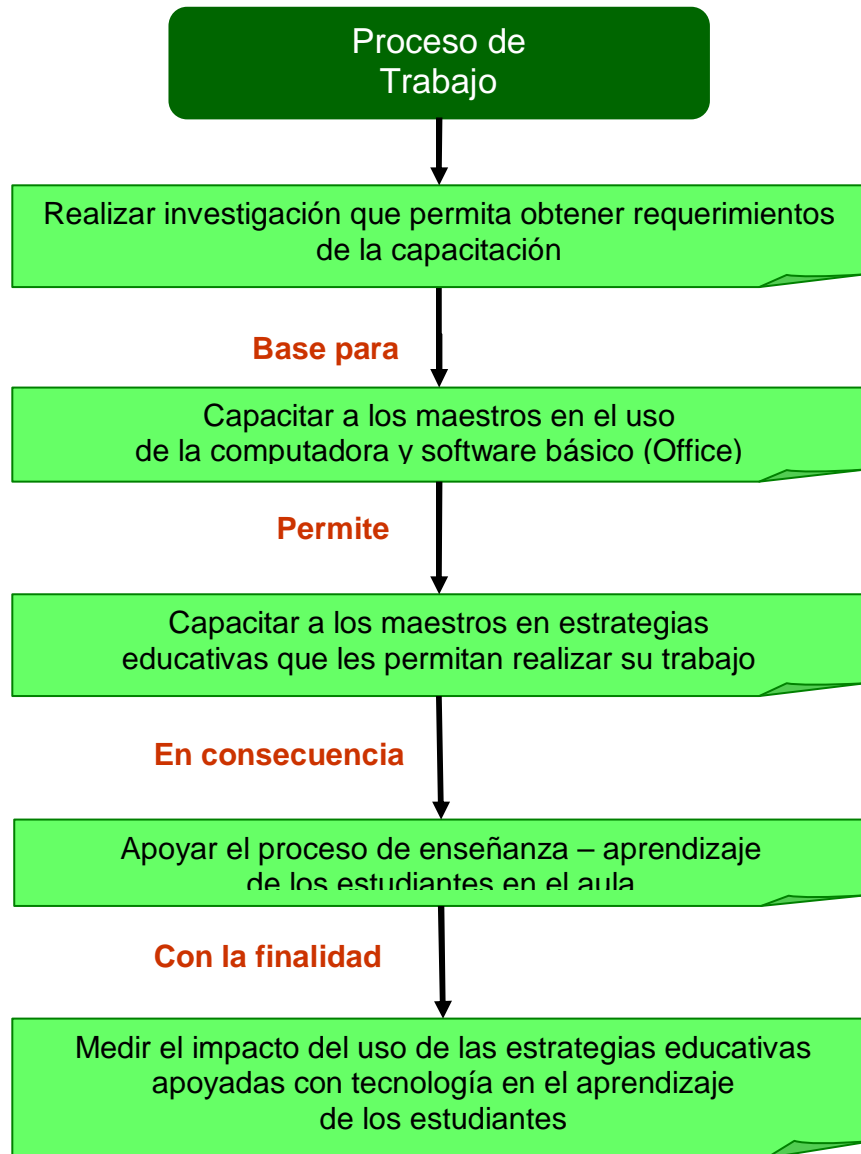 Proceso de
Trabajo
Realizar investigación que permita obtener requerimientos
de la capacitación
Base para
Capacitar a los maestros en el uso
de la computadora y software básico (Office)
Permite
Capacitar a los maestros en estrategias
educativas que les permitan realizar su trabajo
En consecuencia
Apoyar el proceso de enseñanza – aprendizaje
de los estudiantes en el aula
Con la finalidad
Medir el impacto del uso de las estrategias educativas
apoyadas con tecnología en el aprendizaje
de los estudiantes